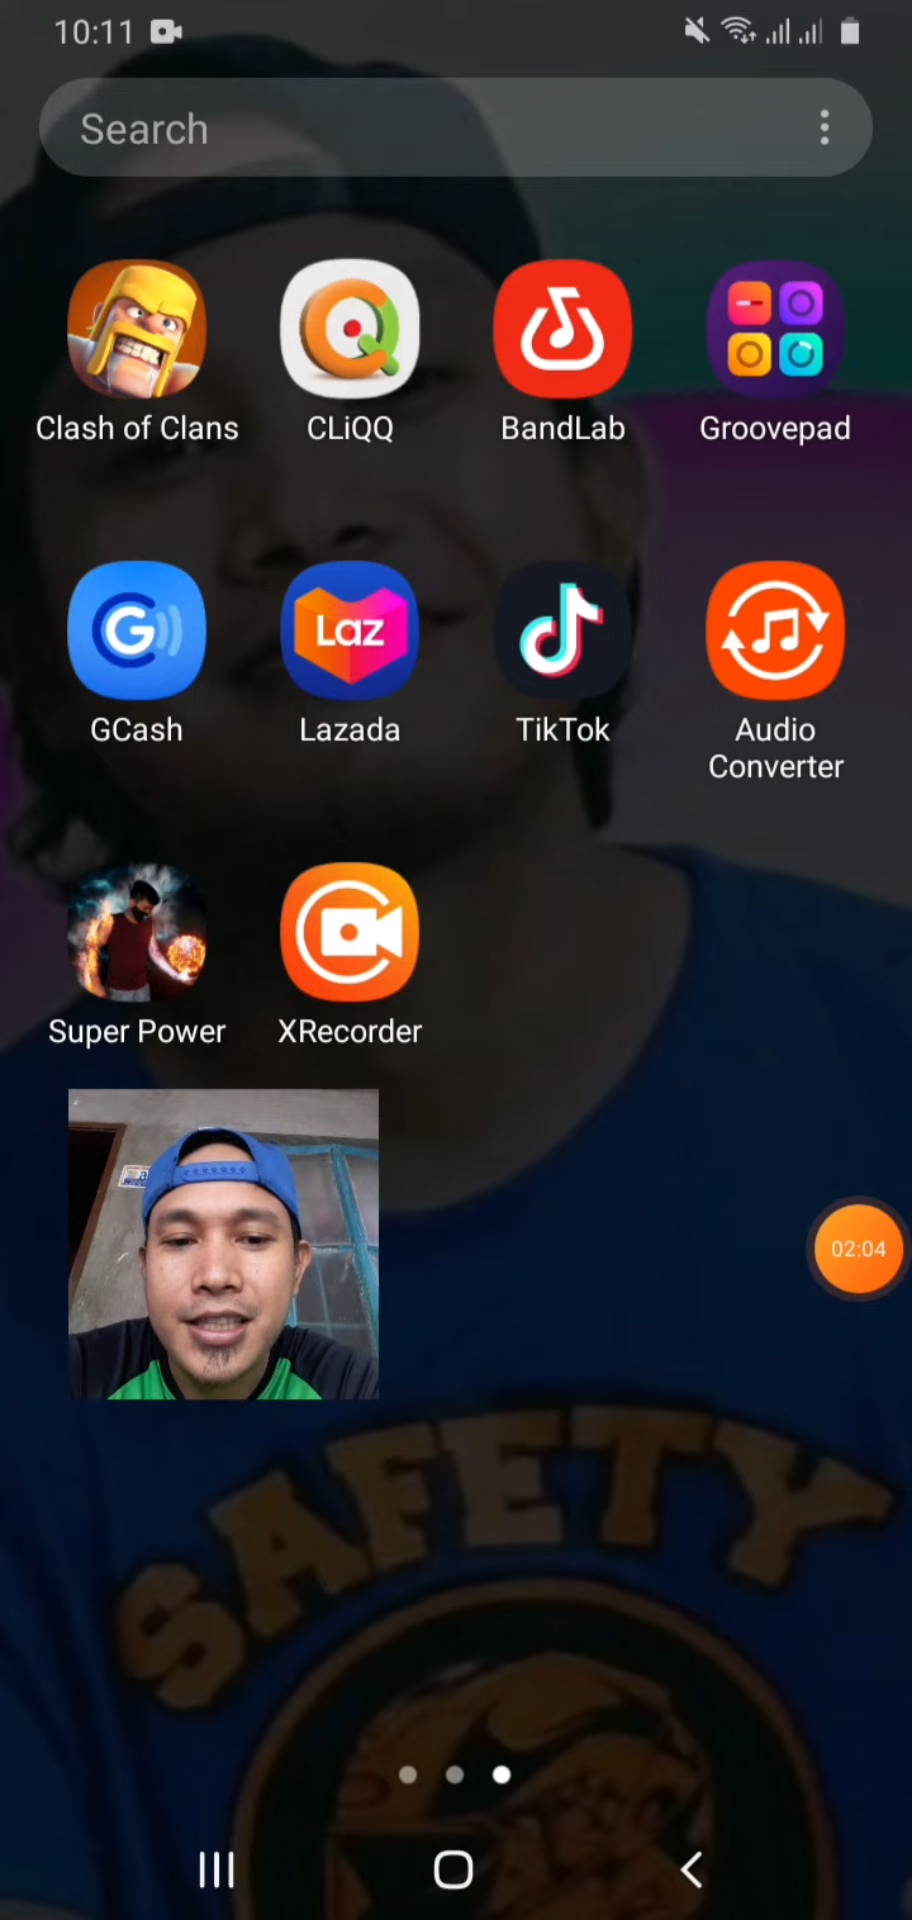 10:11
Search
Clash of Clans
CLiQQ
BandLab
Groovepad
G
Laz
GCash
Lazada
TikTok
Audio
Converter
Super Power
XRecorder
02:04
SAFETY